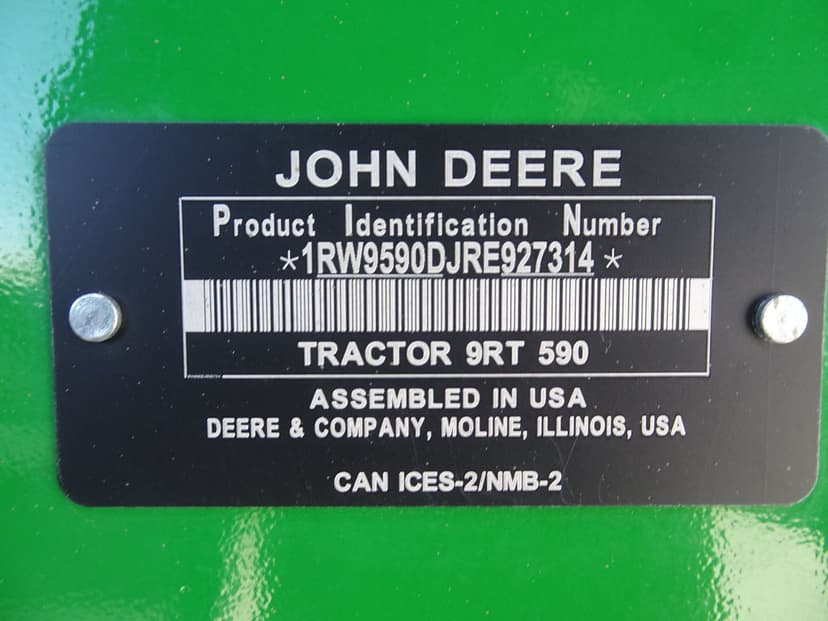 JOHN DEERE
Product Identification Number
*1RW9590DJRE927314*
TRACTOR 9RT 590
ASSEMBLED IN USA
DEERE & COMPANY, MOLINE, ILLINOIS, USA
CAN ICES-2/NMB-2